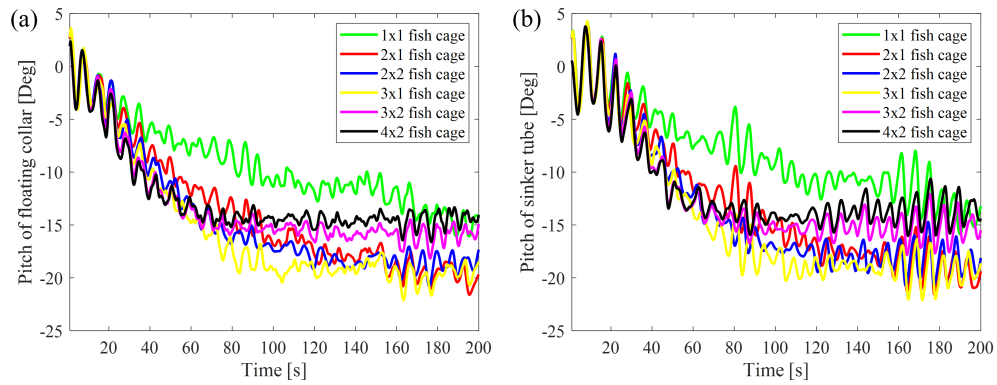 (a)
Pitch of floating collar [Deg]
5
0
-5
-10
-15
-20
-25
20 40 60 80 100 120 140 160 180 200
Time [s]
1x1 fish cage
2x1 fish cage
2x2 fish cage
3x1 fish cage
3x2 fish cage
4x2 fish cage
(b)
Pitch of sinker tube [Deg]
5
0
-5
-10
-15
-20
-25
20 40 60 80 100 120 140 160 180 200
Time [s]
1x1 fish cage
2x1 fish cage
2x2 fish cage
3x1 fish cage
3x2 fish cage
4x2 fish cage